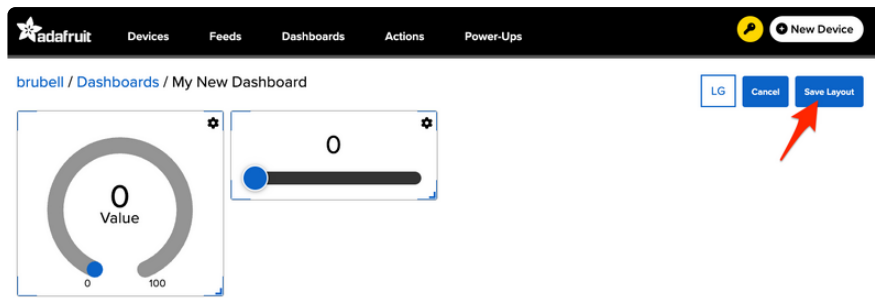 adafruit Devices Feeds Dashboards Actions Power-Ups New Device
brubell / Dashboards / My New Dashboard
LG Cancel Save Layout
0
0
Value
0 100